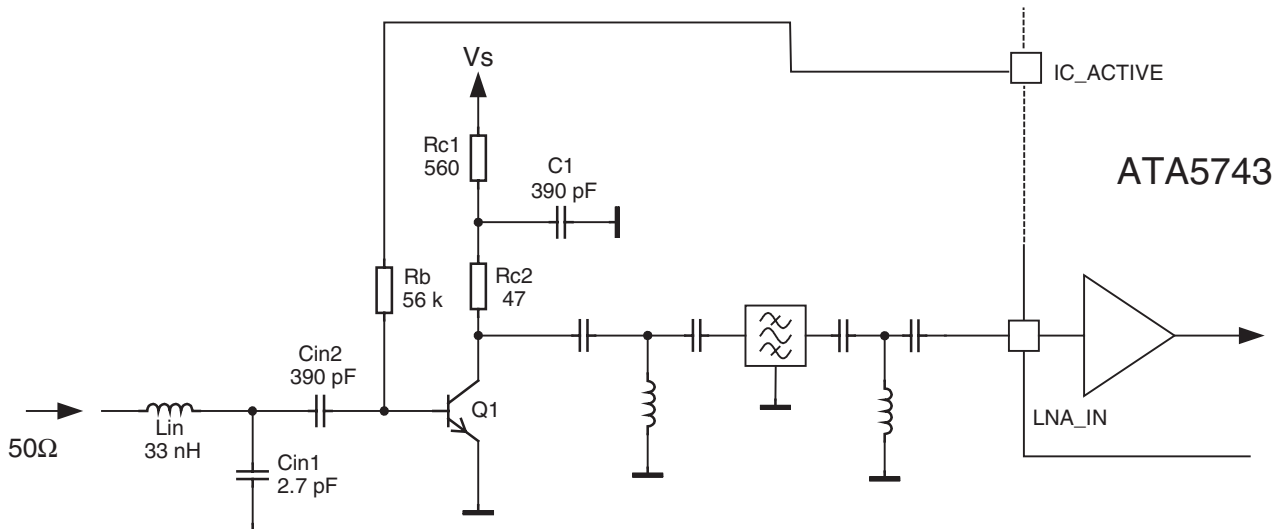 Vs
IC_ACTIVE
Rc1
560
C1
390 pF
ATA5743
Rb
56 k
Rc2
47
Cin2
390 pF
Q1
50Ω
Lin
33 nH
Cin1
2.7 pF
LNA_IN